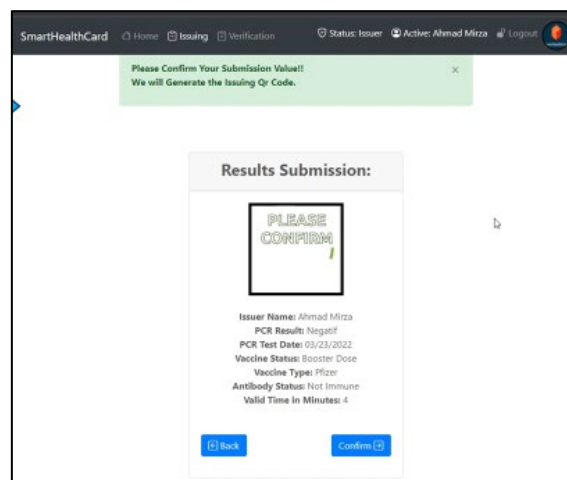 SmartHealthCard Home Issuing Verification Status: Issuer Active: Ahmad Mirza Logout
Please Confirm Your Submission Value!! ×
We will Generate the Issuing Qr Code.
Results Submission:
PLEASE
CONFIRM
Issuer Name: Ahmad Mirza
PCR Result: Negatif
PCR Test Date: 03/23/2022
Vaccine Status: Booster Dose
Vaccine Type: Pfizer
Antibody Status: Not Immune
Valid Time in Minutes: 4
Back Confirm